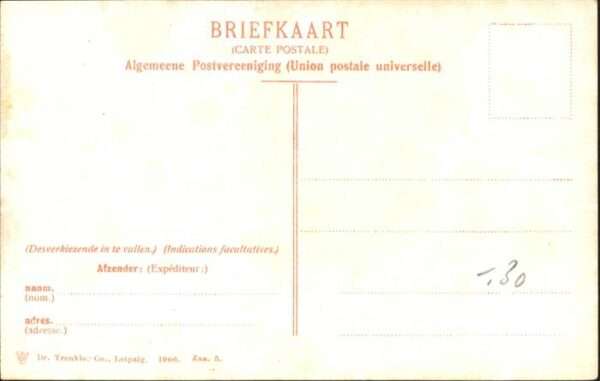 BRIEFKAART
(CARTE POSTALE)
Algemeene Postvereeniging (Union postale universelle)
(Desverkiezende in te vullen.) (Indications facultatives.)
Afzender: (Expéditeur:)
naam.
(nom.)
adres.
(adresse.)
-.30
Dr. Trenkler Co., Leipzig. 1906.